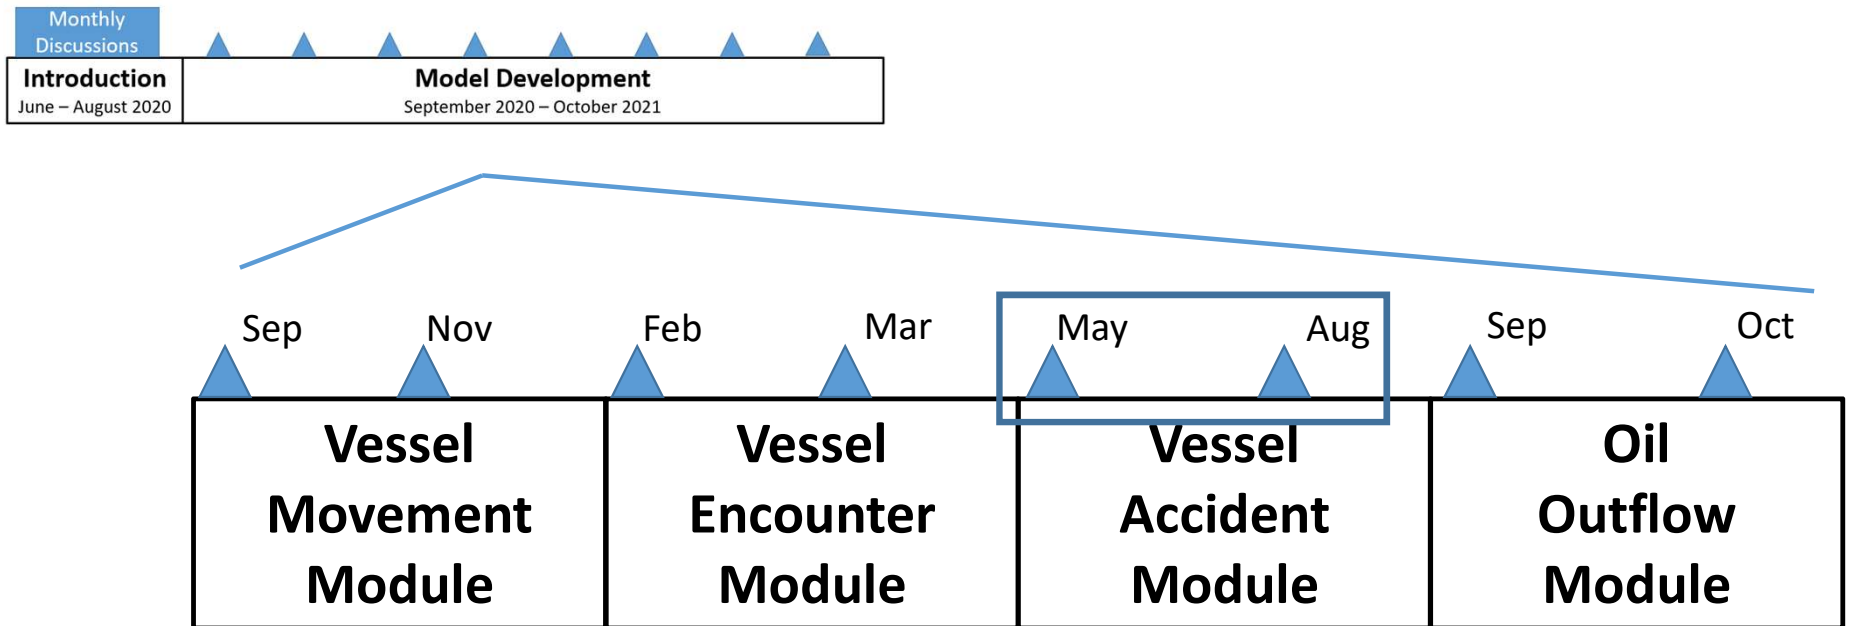 Monthly
Discussions
Introduction
June – August 2020
Model Development
September 2020 – October 2021
Sep
Nov
Feb
Mar
May
Aug
Sep
Oct
Vessel
Movement
Module
Vessel
Encounter
Module
Vessel
Accident
Module
Oil
Outflow
Module